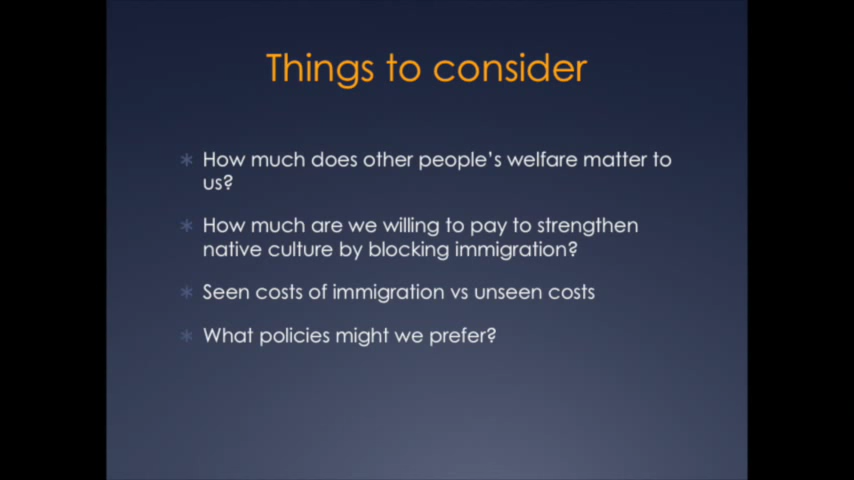 Things to consider
How much does other people's welfare matter to
us?
How much are we willing to pay to strengthen
native culture by blocking immigration?
Seen costs of immigration vs unseen costs
What policies might we prefer?